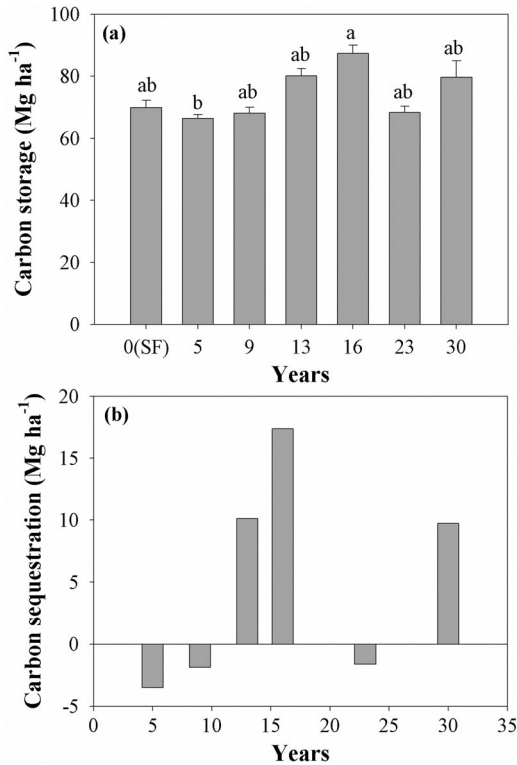 (a)
Carbon storage (Mg ha⁻¹)
100
80
60
40
20
0
ab b ab ab a ab ab
0(SF) 5 9 13 16 23 30
Years
(b)
Carbon sequestration (Mg ha⁻¹)
20
15
10
5
0
-5
0 5 10 15 20 25 30 35
Years